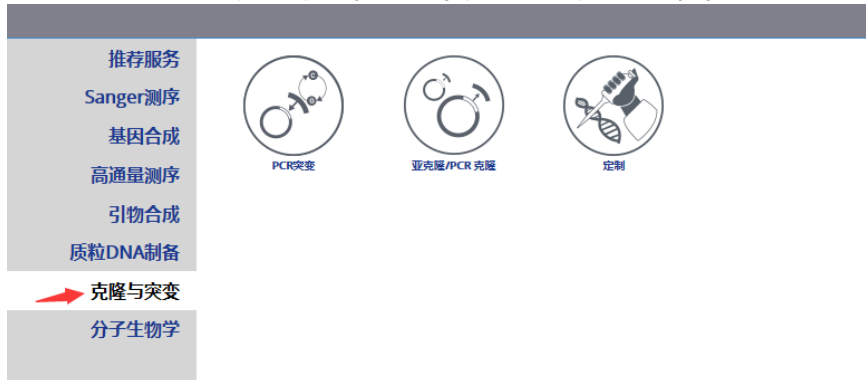 推荐服务
Sanger测序
基因合成
高通量测序
引物合成
质粒DNA制备
克隆与突变
分子生物学
PCR突变
亚克隆/PCR 克隆
定制